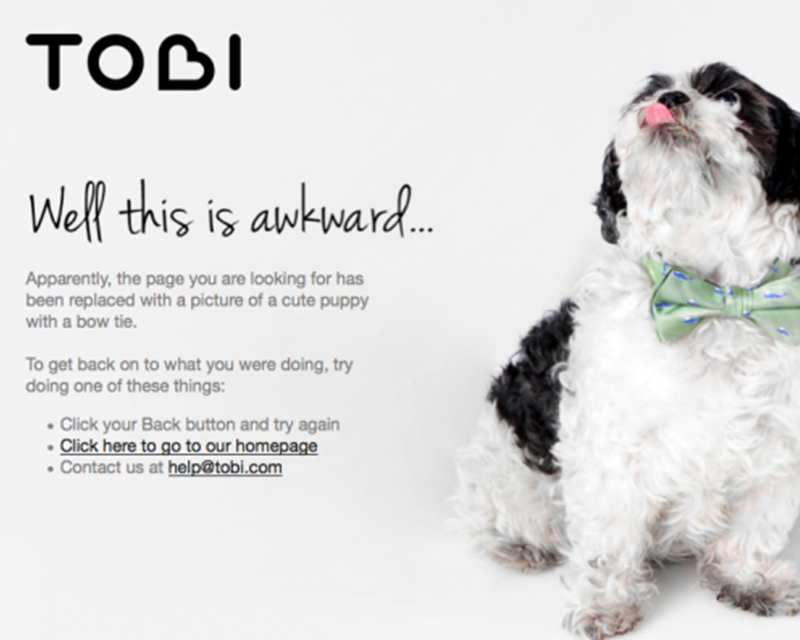 TOBI
Well this is awkward...
Apparently, the page you are looking for has
been replaced with a picture of a cute puppy
with a bow tie.
To get back on to what you were doing, try
doing one of these things:
• Click your Back button and try again
• Click here to go to our homepage
• Contact us at help@tobi.com